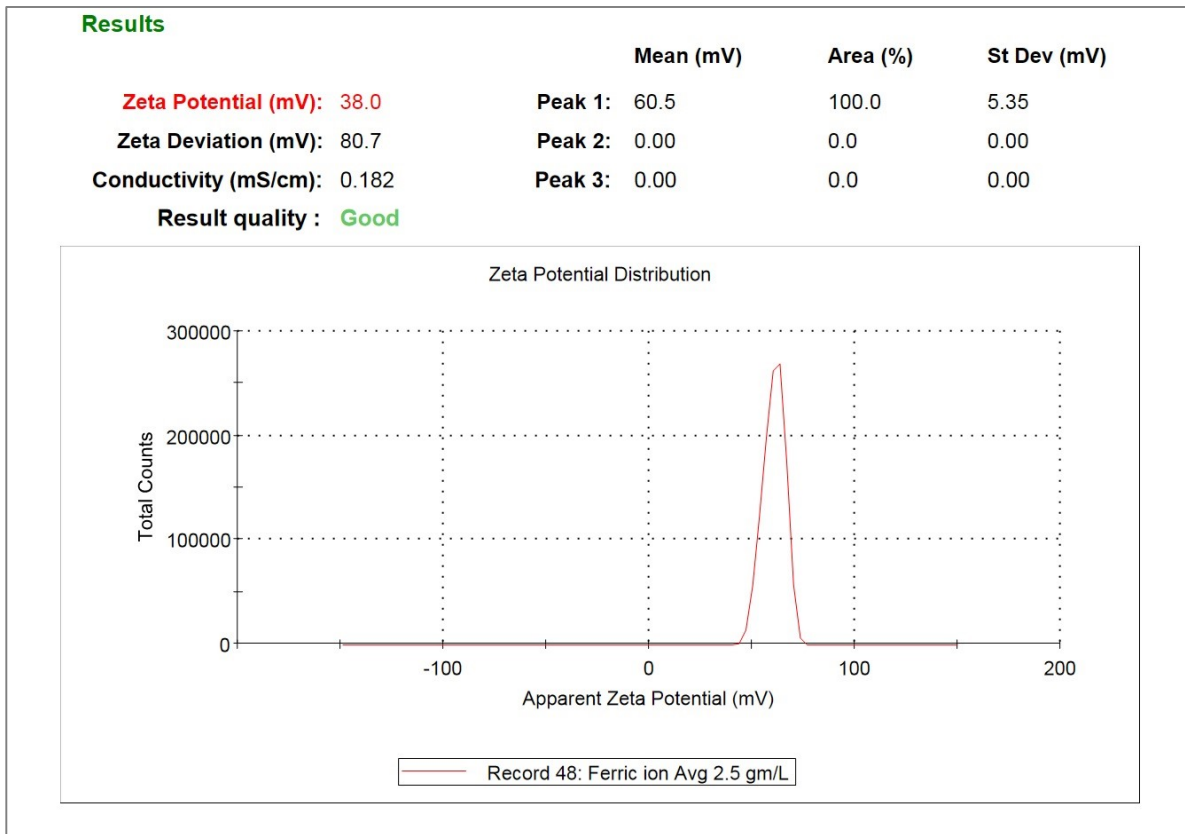 Results
Mean (mV) Area (%) St Dev (mV)
Zeta Potential (mV): 38.0 Peak 1: 60.5 100.0 5.35
Zeta Deviation (mV): 80.7 Peak 2: 0.00 0.0 0.00
Conductivity (mS/cm): 0.182 Peak 3: 0.00 0.0 0.00
Result quality : Good
Zeta Potential Distribution
300000
200000
100000
0
Total Counts
-100 0 100 200
Apparent Zeta Potential (mV)
Record 48: Ferric ion Avg 2.5 gm/L